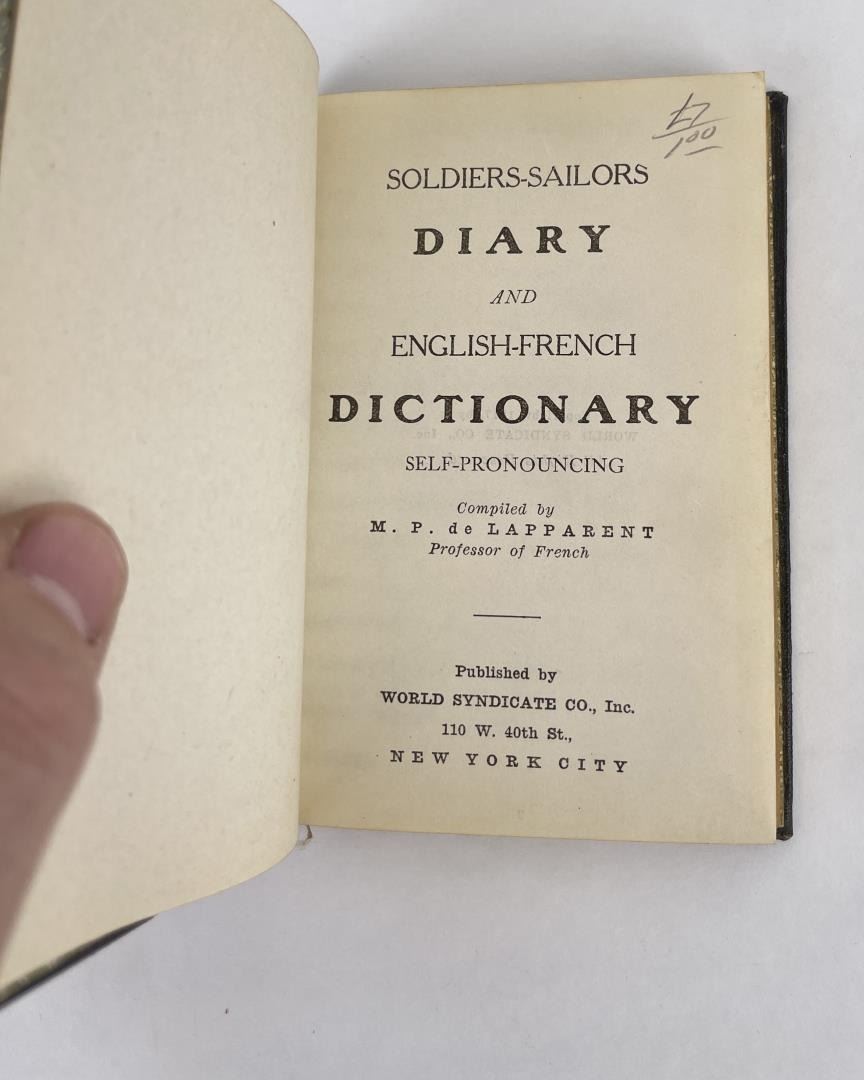 SOLDIERS-SAILORS
DIARY
AND
ENGLISH-FRENCH
DICTIONARY
SELF-PRONOUNCING
Compiled by
M. P. de LAPPARENT
Professor of French
Published by
WORLD SYNDICATE CO., Inc.
110 W. 40th St.,
NEW YORK CITY